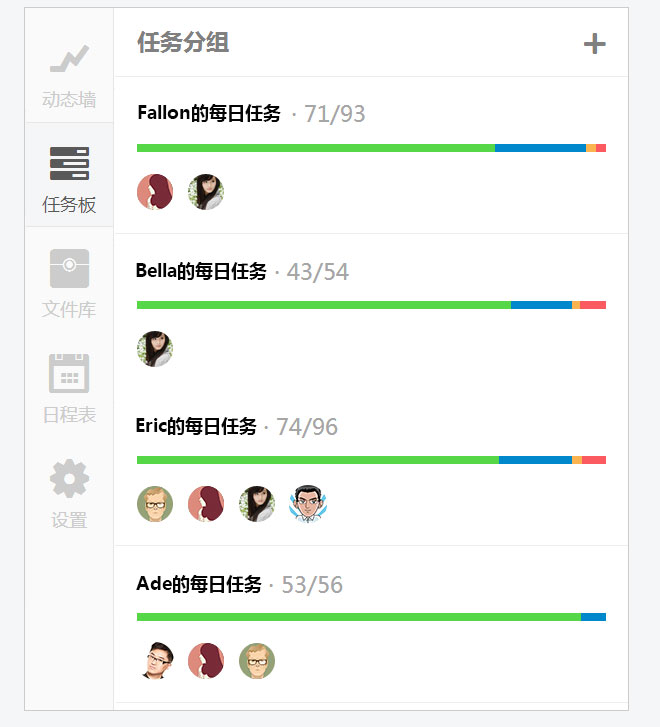 任务分组
动态墙
Fallon的每日任务 · 71/93
任务板
Bella的每日任务 · 43/54
文件库
日程表
Eric的每日任务 · 74/96
设置
Ade的每日任务 · 53/56